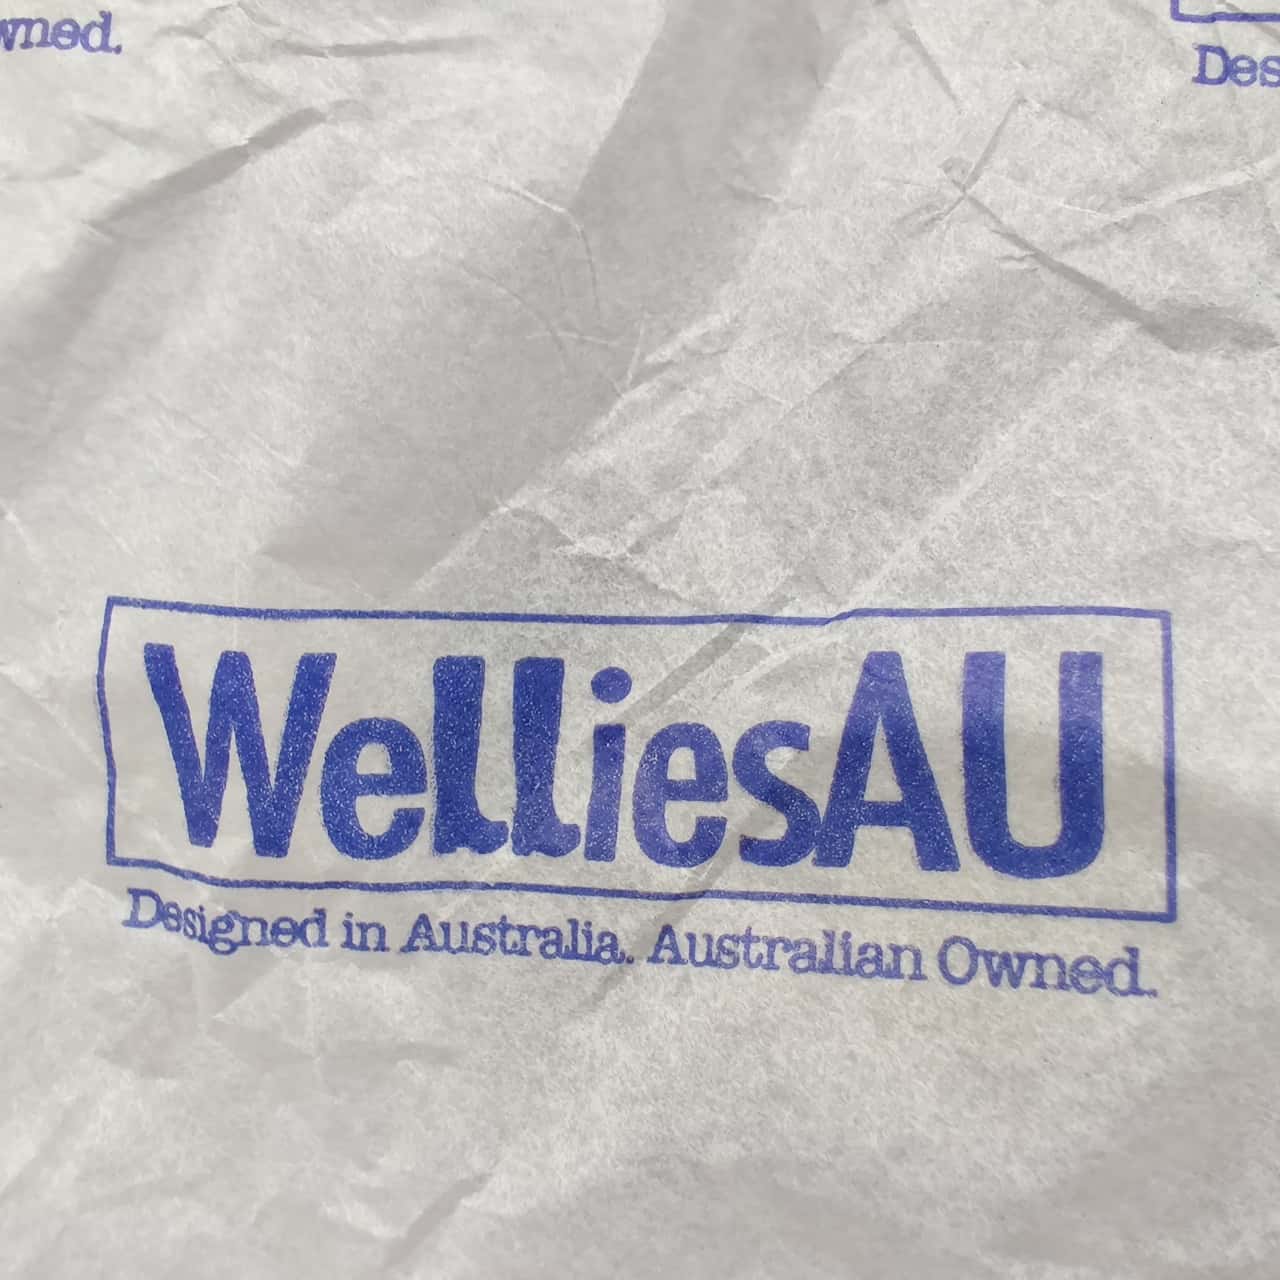 wned.
Des
WelliesAU
Designed in Australia. Australian Owned.